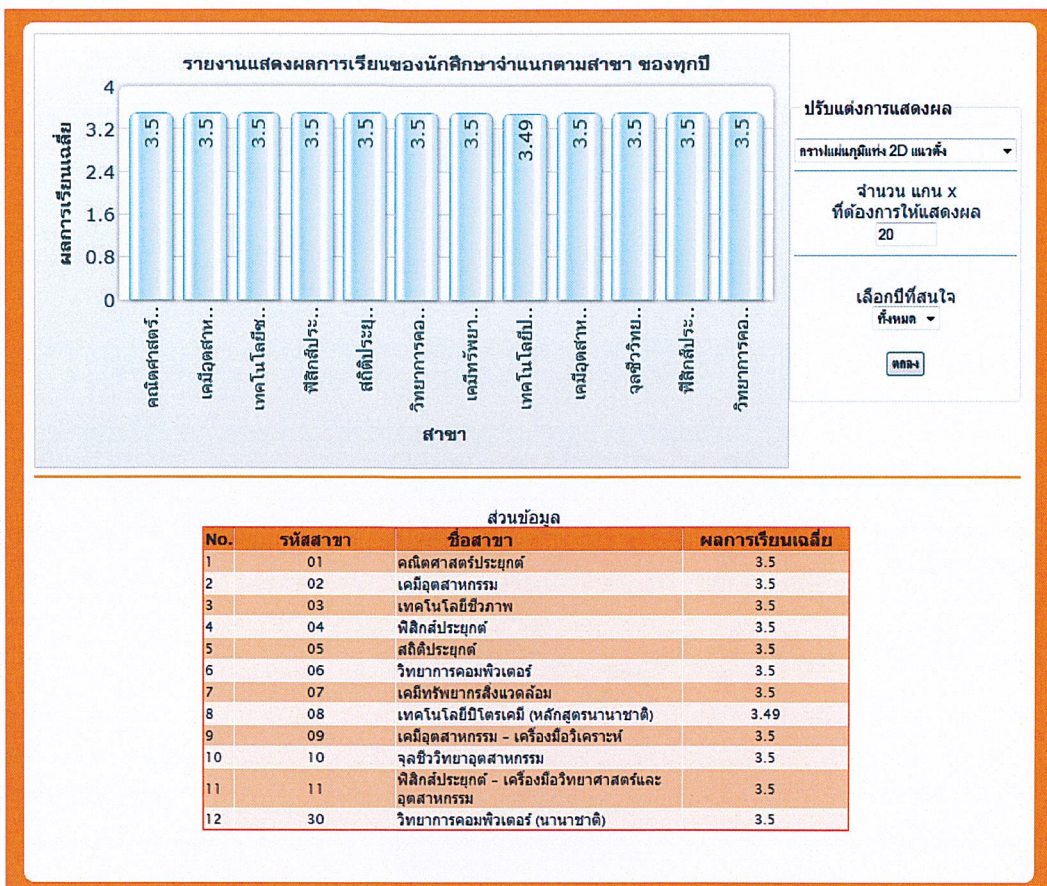 รายงานแสดงผลการเรียนของนักศึกษาจำแนกตามสาขา ของทุกปี
ผลการเรียนเฉลี่ย
4
3.2
2.4
1.6
0.8
0
3.5
3.5
3.5
3.5
3.5
3.5
3.5
3.49
3.5
3.5
3.5
3.5
คณิตศาสตร์..
เคมีอุตสาห..
เทคโนโลยีช..
ฟิสิกส์ประ..
สถิติประยุ..
วิทยาการคอ..
เคมีทรัพยา..
เทคโนโลยีป..
เคมีอุตสาห..
จุลชีววิทย..
ฟิสิกส์ประ..
วิทยาการคอ..
สาขา
ปรับแต่งการแสดงผล
กราฟแผ่นภูมิแท่ง 2D แนวตั้ง
จำนวน แกน x
ที่ต้องการให้แสดงผล
20
เลือกปีที่สนใจ
ทั้งหมด
ตกลง
ส่วนข้อมูล
No. รหัสสาขา ชื่อสาขา ผลการเรียนเฉลี่ย
1 01 คณิตศาสตร์ประยุกต์ 3.5
2 02 เคมีอุตสาหกรรม 3.5
3 03 เทคโนโลยีชีวภาพ 3.5
4 04 ฟิสิกส์ประยุกต์ 3.5
5 05 สถิติประยุกต์ 3.5
6 06 วิทยาการคอมพิวเตอร์ 3.5
7 07 เคมีทรัพยากรสิ่งแวดล้อม 3.5
8 08 เทคโนโลยีปิโตรเคมี (หลักสูตรนานาชาติ) 3.49
9 09 เคมีอุตสาหกรรม - เครื่องมือวิเคราะห์ 3.5
10 10 จุลชีววิทยาอุตสาหกรรม 3.5
11 11 ฟิสิกส์ประยุกต์ - เครื่องมือวิทยาศาสตร์และ
อุตสาหกรรม 3.5
12 30 วิทยาการคอมพิวเตอร์ (นานาชาติ) 3.5